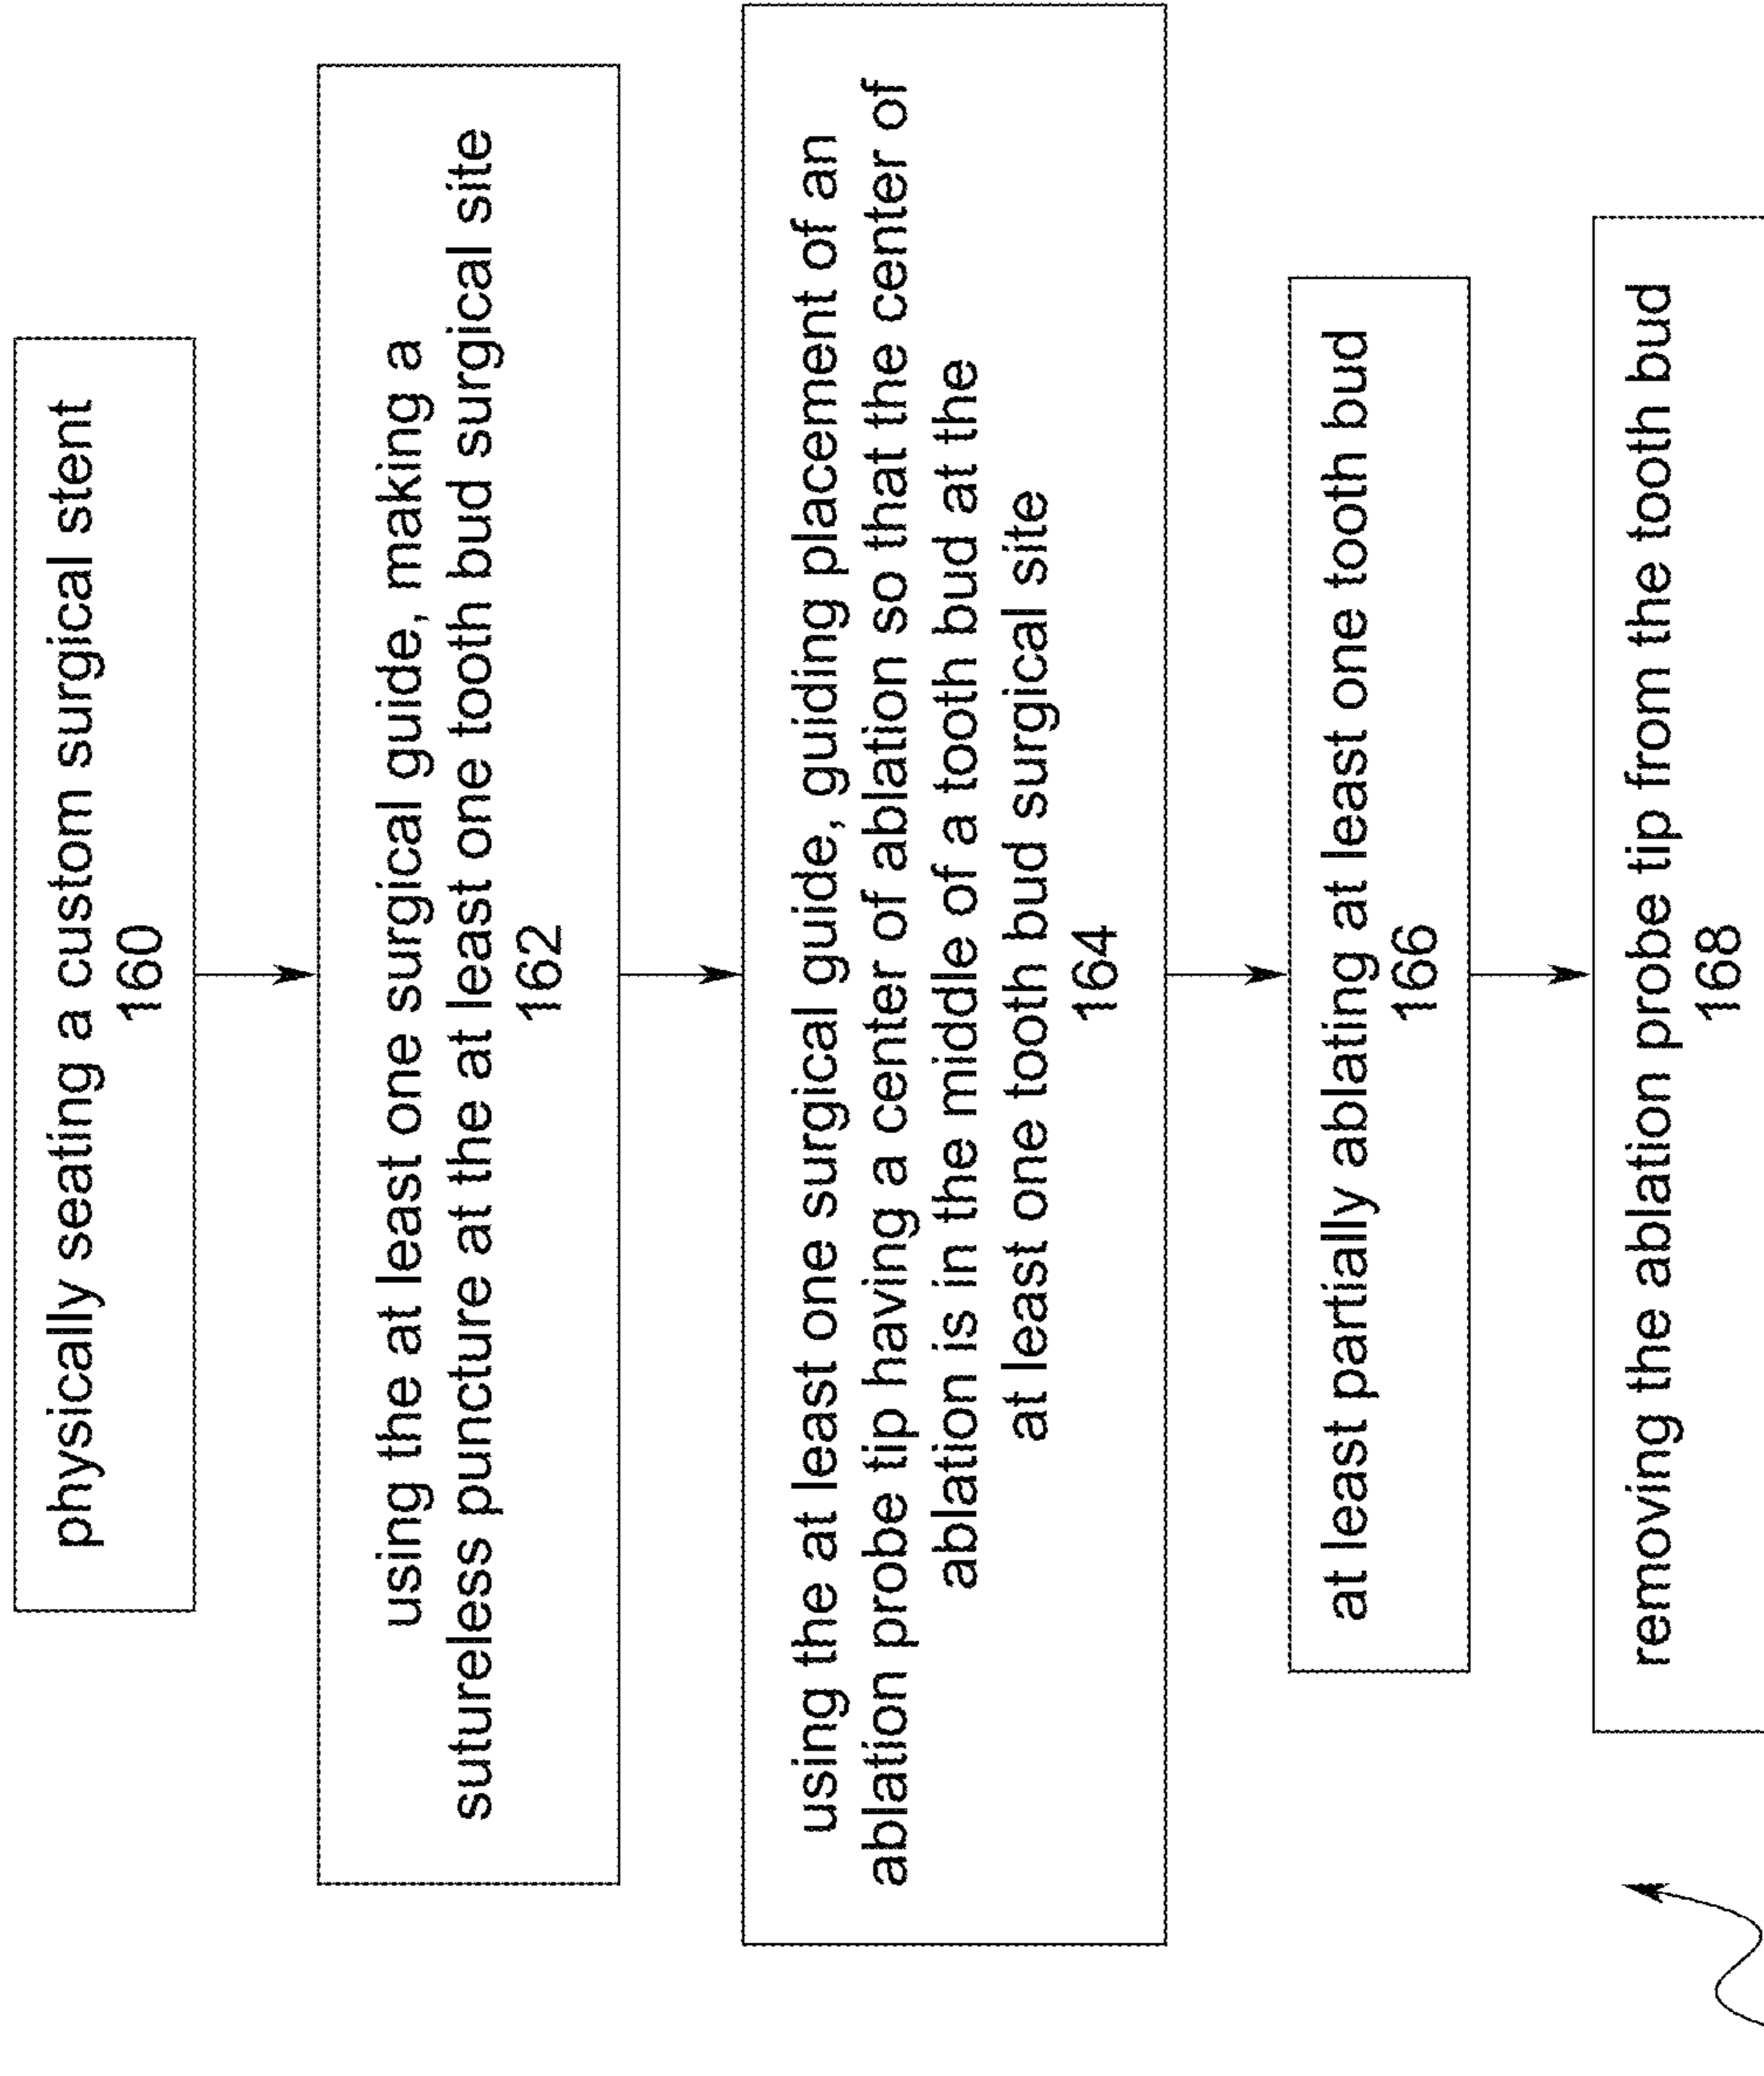 physically seating a custom surgical stent
160
using the at least one surgical guide, making a
sutureless puncture at the at least one tooth bud surgical site
162
using the at least one surgical guide, guiding placement of an
ablation probe tip having a center of ablation so that the center of
ablation is in the middle of a tooth bud at the
at least one tooth bud surgical site
164
at least partially ablating at least one tooth bud
166
removing the ablation probe tip from the tooth bud
168